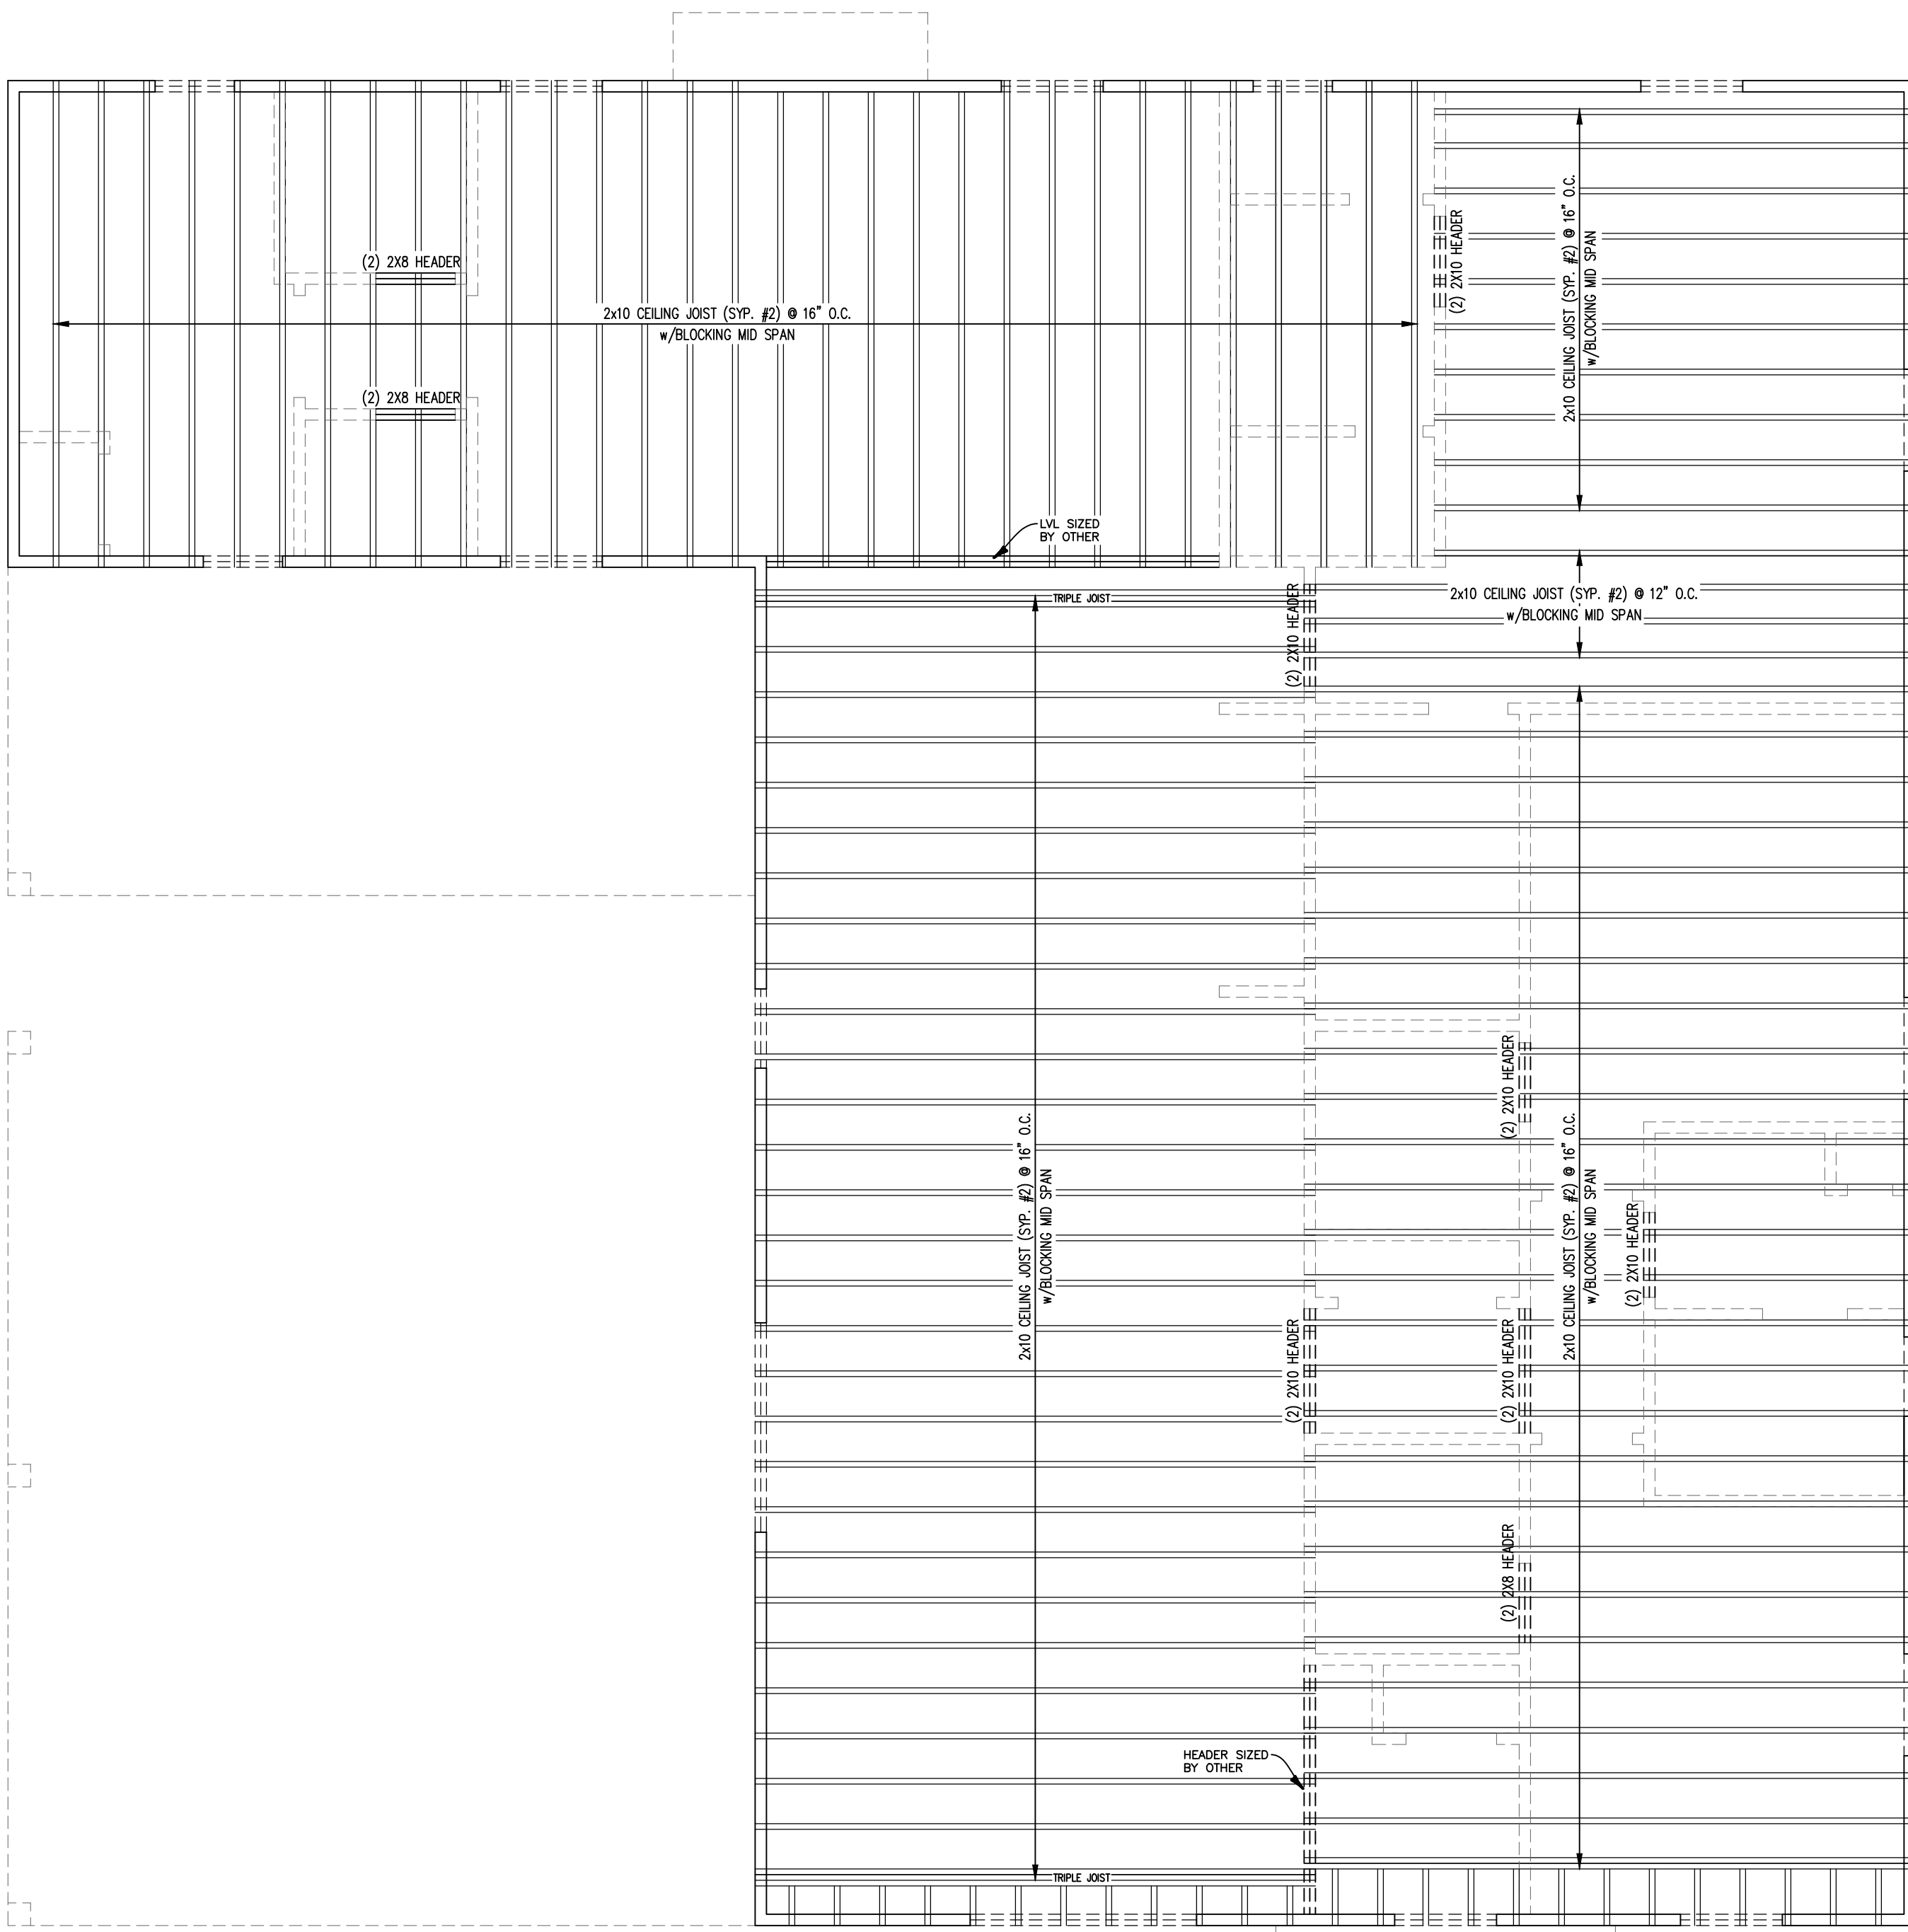 (2) 2X8 HEADER
2x10 CEILING JOIST (SYP. #2) @ 16" O.C.
w/BLOCKING MID SPAN
(2) 2X8 HEADER
(2) 2X10 HEADER
2x10 CEILING JOIST (SYP. #2) @ 16" O.C.
w/BLOCKING MID SPAN
LVL SIZED
BY OTHER
TRIPLE JOIST
(2) 2X10 HEADER
2x10 CEILING JOIST (SYP. #2) @ 12" O.C.
w/BLOCKING MID SPAN
2x10 CEILING JOIST (SYP. #2) @ 16" O.C.
w/BLOCKING MID SPAN
(2) 2X10 HEADER
2x10 CEILING JOIST (SYP. #2) @ 16" O.C.
w/BLOCKING MID SPAN
(2) 2X10 HEADER
(2) 2X10 HEADER
(2) 2X10 HEADER
(2) 2X8 HEADER
HEADER SIZED
BY OTHER
TRIPLE JOIST